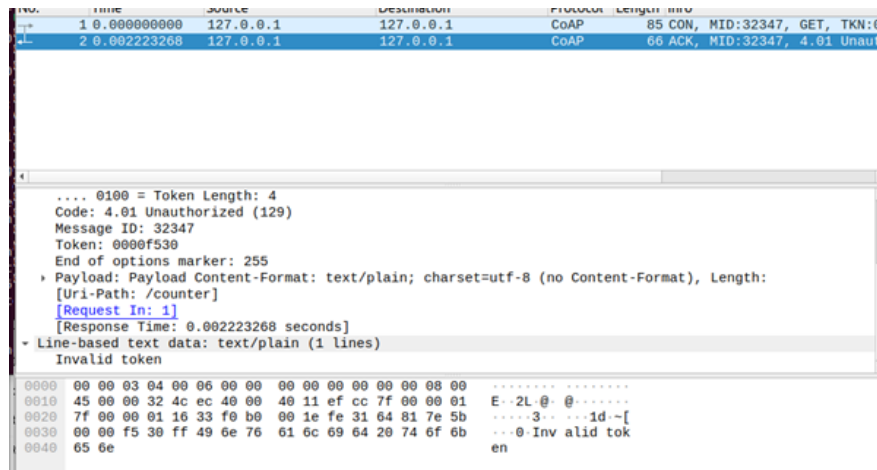 No. Time Source Destination Protocol Length Info
1 0.000000000 127.0.0.1 127.0.0.1 CoAP 85 CON, MID:32347, GET, TKN:
2 0.002223268 127.0.0.1 127.0.0.1 CoAP 66 ACK, MID:32347, 4.01 Unau
.... 0100 = Token Length: 4
Code: 4.01 Unauthorized (129)
Message ID: 32347
Token: 0000f530
End of options marker: 255
Payload: Payload Content-Format: text/plain; charset=utf-8 (no Content-Format), Length:
[Uri-Path: /counter]
[Request In: 1]
[Response Time: 0.002223268 seconds]
Line-based text data: text/plain (1 lines)
Invalid token
0000 00 00 03 04 00 06 00 00 00 00 00 00 00 00 08 00 ········ ········
0010 45 00 00 32 4c ec 40 00 40 11 ef cc 7f 00 00 01 E··2L·@· @·······
0020 7f 00 00 01 16 33 f0 b0 00 1e fe 31 64 81 7e 5b ·····3·· ···1d·~[
0030 00 00 f5 30 ff 49 6e 76 61 6c 69 64 20 74 6f 6b ···0·Inv alid tok
0040 65 6e en